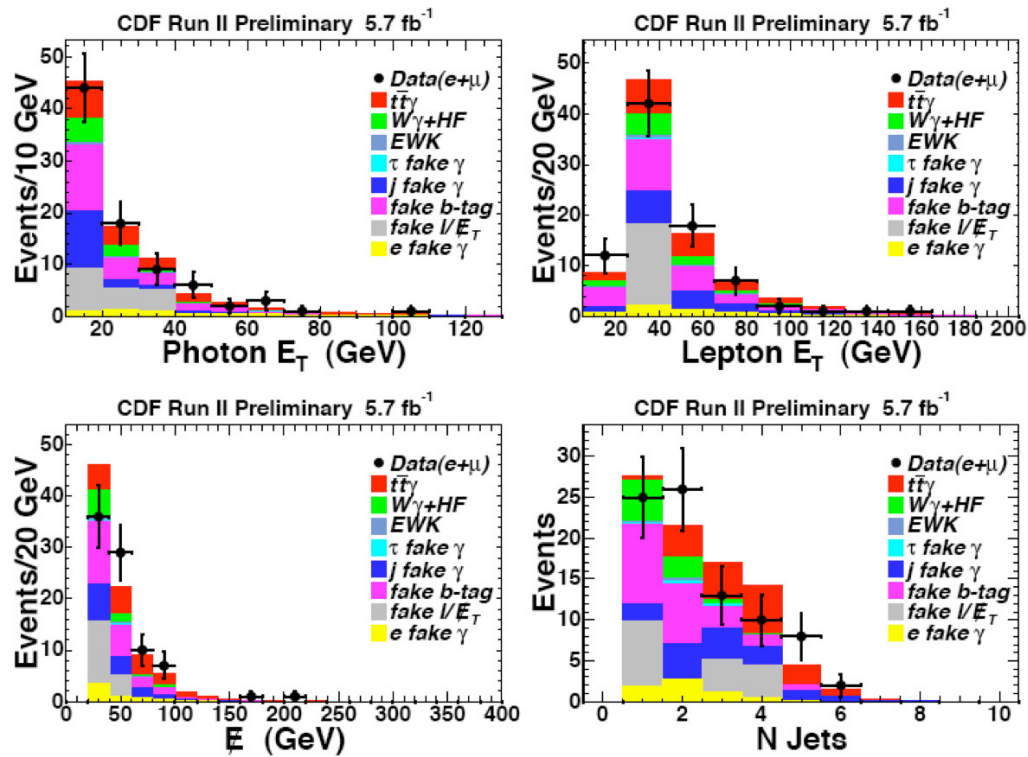 CDF Run II Preliminary 5.7 fb⁻¹
Events/10 GeV
50
40
30
20
10
0
Data(e+μ)
tt̄γ
Wγ+HF
EWK
τ fake γ
j fake γ
fake b-tag
fake l/E̸_T
e fake γ
20 40 60 80 100 120
Photon E_T (GeV)
CDF Run II Preliminary 5.7 fb⁻¹
Events/20 GeV
50
40
30
20
10
0
Data(e+μ)
tt̄γ
Wγ+HF
EWK
τ fake γ
j fake γ
fake b-tag
fake l/E̸_T
e fake γ
20 40 60 80 100 120 140 160 180 200
Lepton E_T (GeV)
CDF Run II Preliminary 5.7 fb⁻¹
Events/20 GeV
50
40
30
20
10
0
Data(e+μ)
tt̄γ
Wγ+HF
EWK
τ fake γ
j fake γ
fake b-tag
fake l/E̸_T
e fake γ
0 50 100 150 200 250 300 350 400
E̸ (GeV)
CDF Run II Preliminary 5.7 fb⁻¹
Events
30
25
20
15
10
5
0
Data(e+μ)
tt̄γ
Wγ+HF
EWK
τ fake γ
j fake γ
fake b-tag
fake l/E̸_T
e fake γ
0 2 4 6 8 10
N Jets